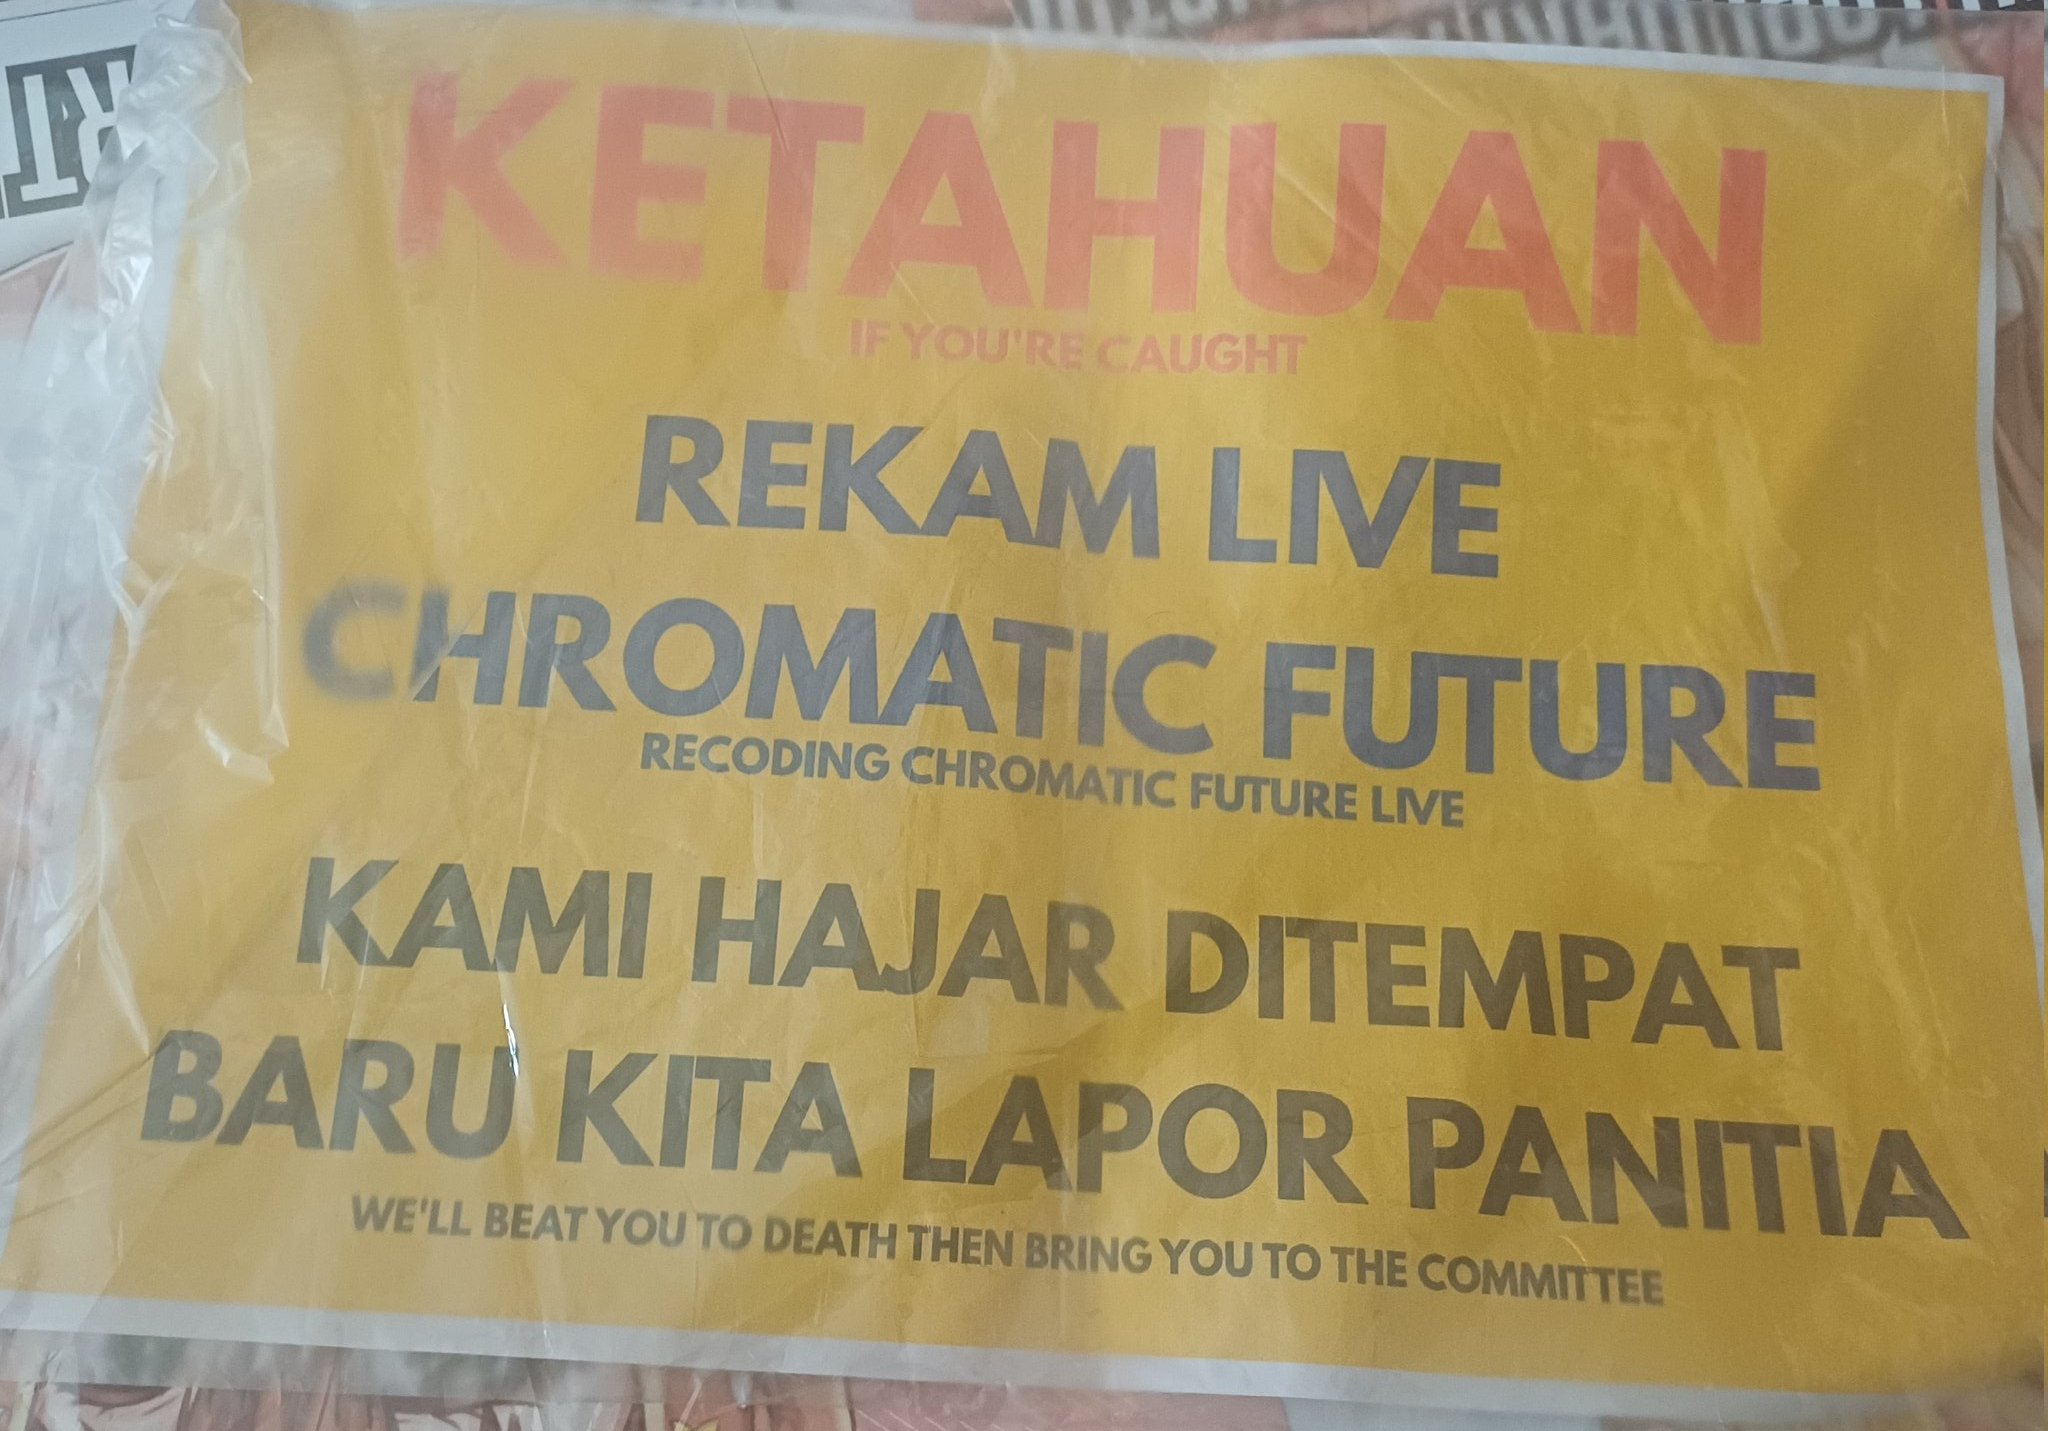 KETAHUAN
IF YOU'RE CAUGHT
REKAM LIVE
CHROMATIC FUTURE
RECODING CHROMATIC FUTURE LIVE
KAMI HAJAR DITEMPAT
BARU KITA LAPOR PANITIA
WE'LL BEAT YOU TO DEATH THEN BRING YOU TO THE COMMITTEE